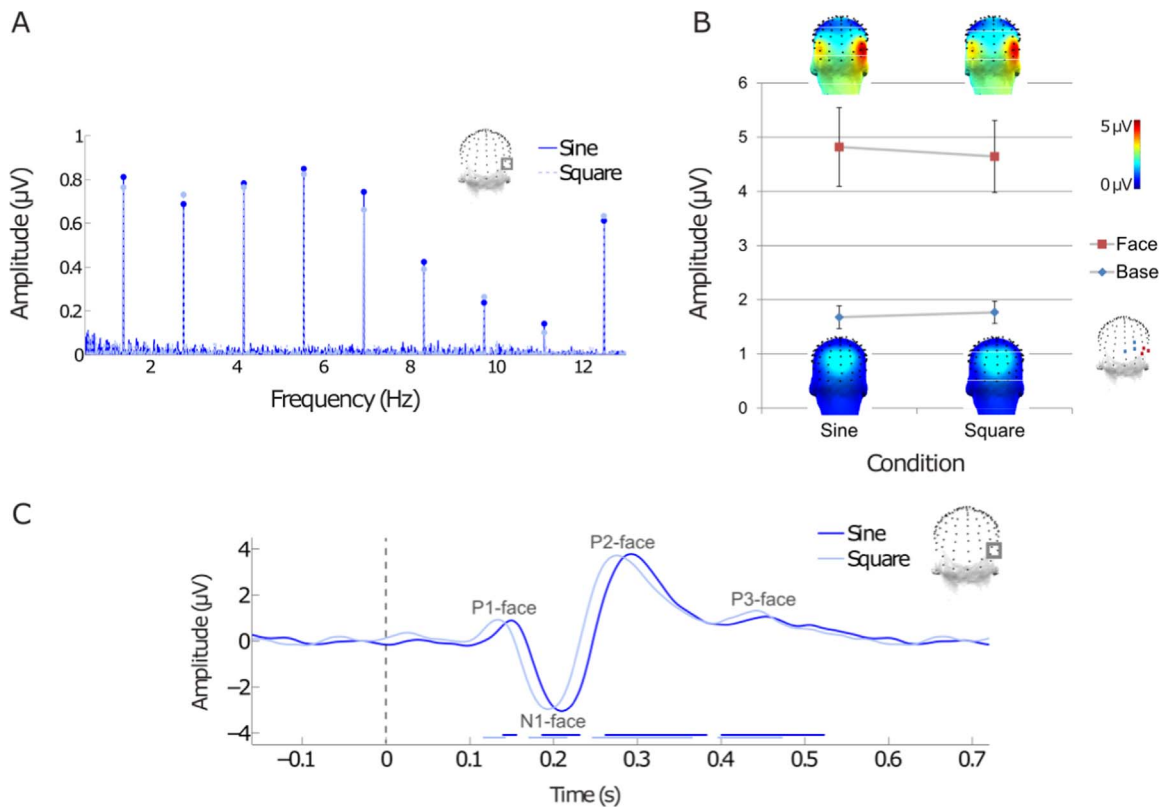 A
Amplitude (µV)
1
0.8
0.6
0.4
0.2
0
2
4
6
8
10
12
Frequency (Hz)
Sine
Square
B
Amplitude (µV)
6
5
4
3
2
1
0
Sine
Square
Condition
5 µV
0 µV
Face
Base
C
Amplitude (µV)
4
2
0
−2
−4
P1-face
N1-face
P2-face
P3-face
−0.1
0
0.1
0.2
0.3
0.4
0.5
0.6
0.7
Time (s)
Sine
Square